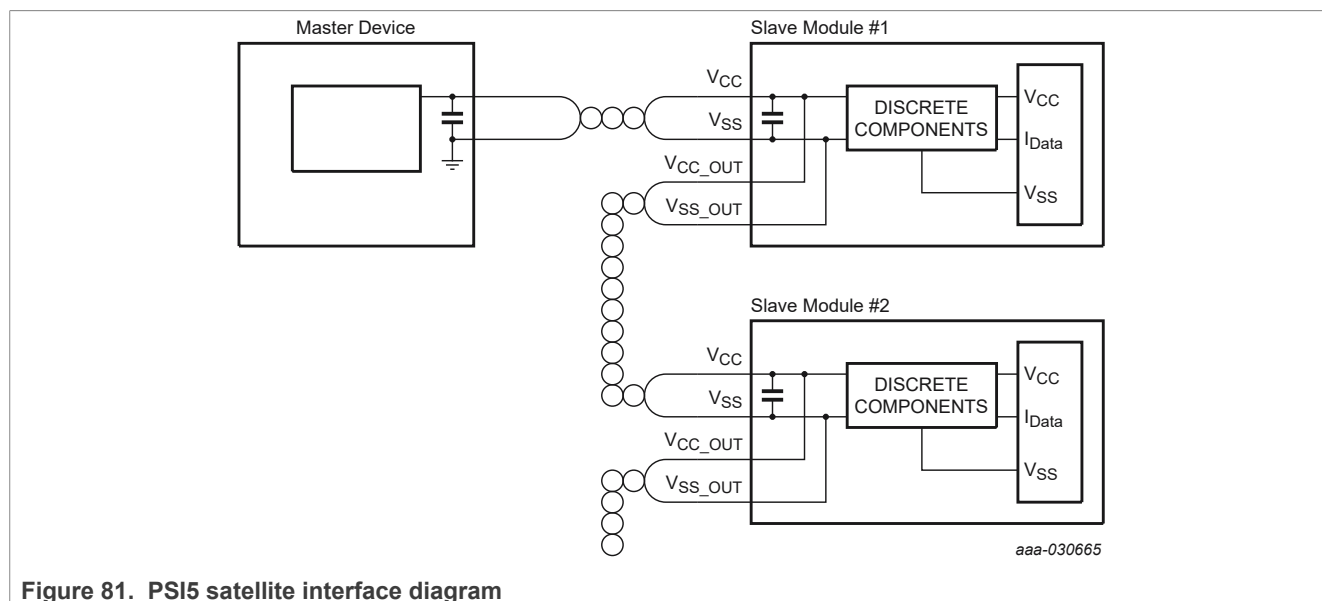 Master Device
Slave Module #1
VCC
VSS
VCC_OUT
VSS_OUT
DISCRETE
COMPONENTS
VCC
IData
VSS
Slave Module #2
VCC
VSS
VCC_OUT
VSS_OUT
DISCRETE
COMPONENTS
VCC
IData
VSS
aaa-030665
Figure 81. PSI5 satellite interface diagram